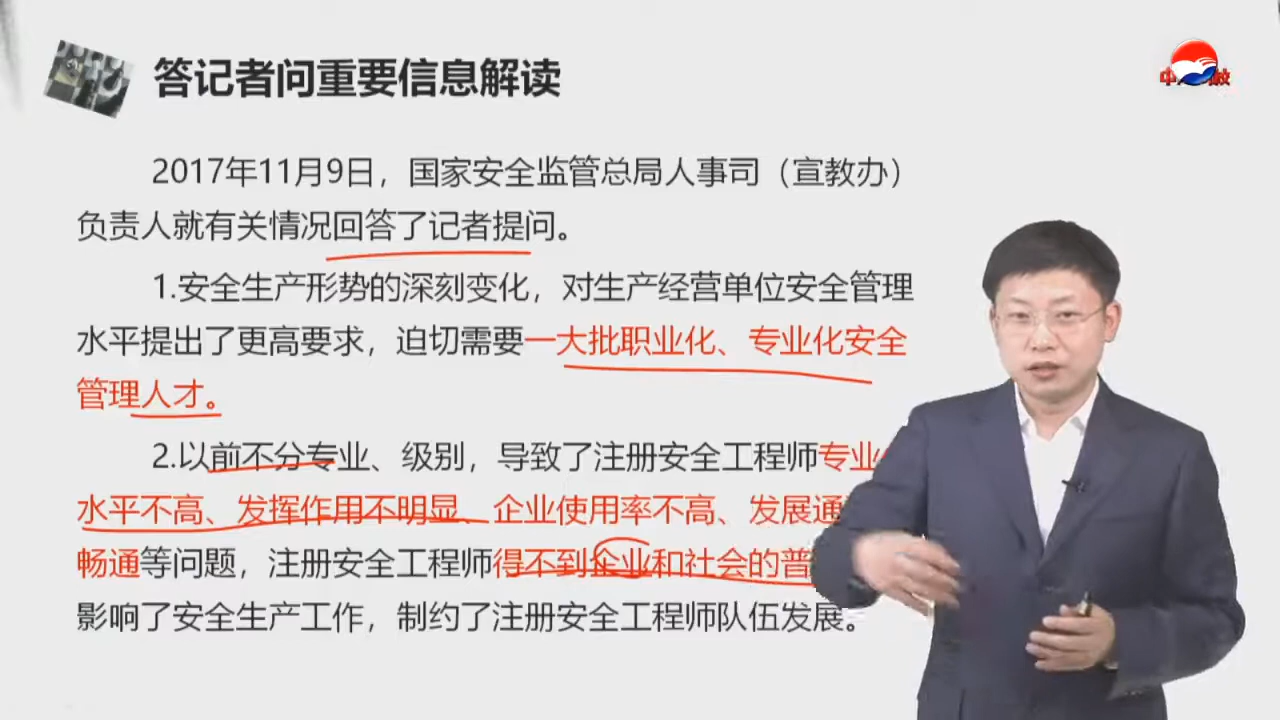 答记者问重要信息解读
2017年11月9日，国家安全监管总局人事司（宣教办）
负责人就有关情况回答了记者提问。
1.安全生产形势的深刻变化，对生产经营单位安全管理
水平提出了更高要求，迫切需要一大批职业化、专业化安全
管理人才。
2.以前不分专业、级别，导致了注册安全工程师专业
水平不高、发挥作用不明显、企业使用率不高、发展通
畅通等问题，注册安全工程师得不到企业和社会的普
影响了安全生产工作，制约了注册安全工程师队伍发展。